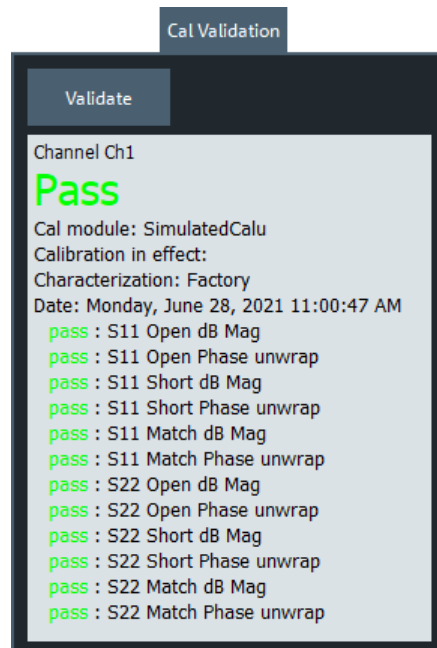 Cal Validation
Validate
Channel Ch1
Pass
Cal module: SimulatedCalu
Calibration in effect:
Characterization: Factory
Date: Monday, June 28, 2021 11:00:47 AM
pass : S11 Open dB Mag
pass : S11 Open Phase unwrap
pass : S11 Short dB Mag
pass : S11 Short Phase unwrap
pass : S11 Match dB Mag
pass : S11 Match Phase unwrap
pass : S22 Open dB Mag
pass : S22 Open Phase unwrap
pass : S22 Short dB Mag
pass : S22 Short Phase unwrap
pass : S22 Match dB Mag
pass : S22 Match Phase unwrap